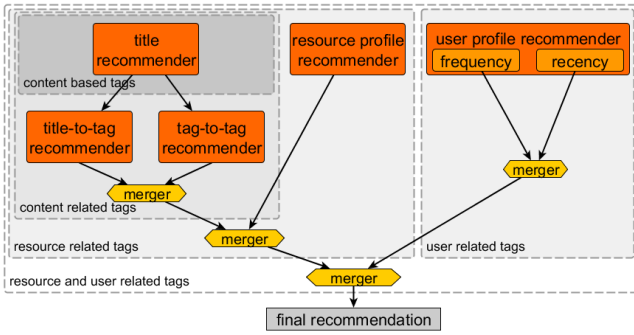 title
recommender
content based tags
resource profile
recommender
user profile recommender
frequency
recency
title-to-tag
recommender
tag-to-tag
recommender
merger
merger
content related tags
merger
resource related tags
user related tags
merger
resource and user related tags
final recommendation